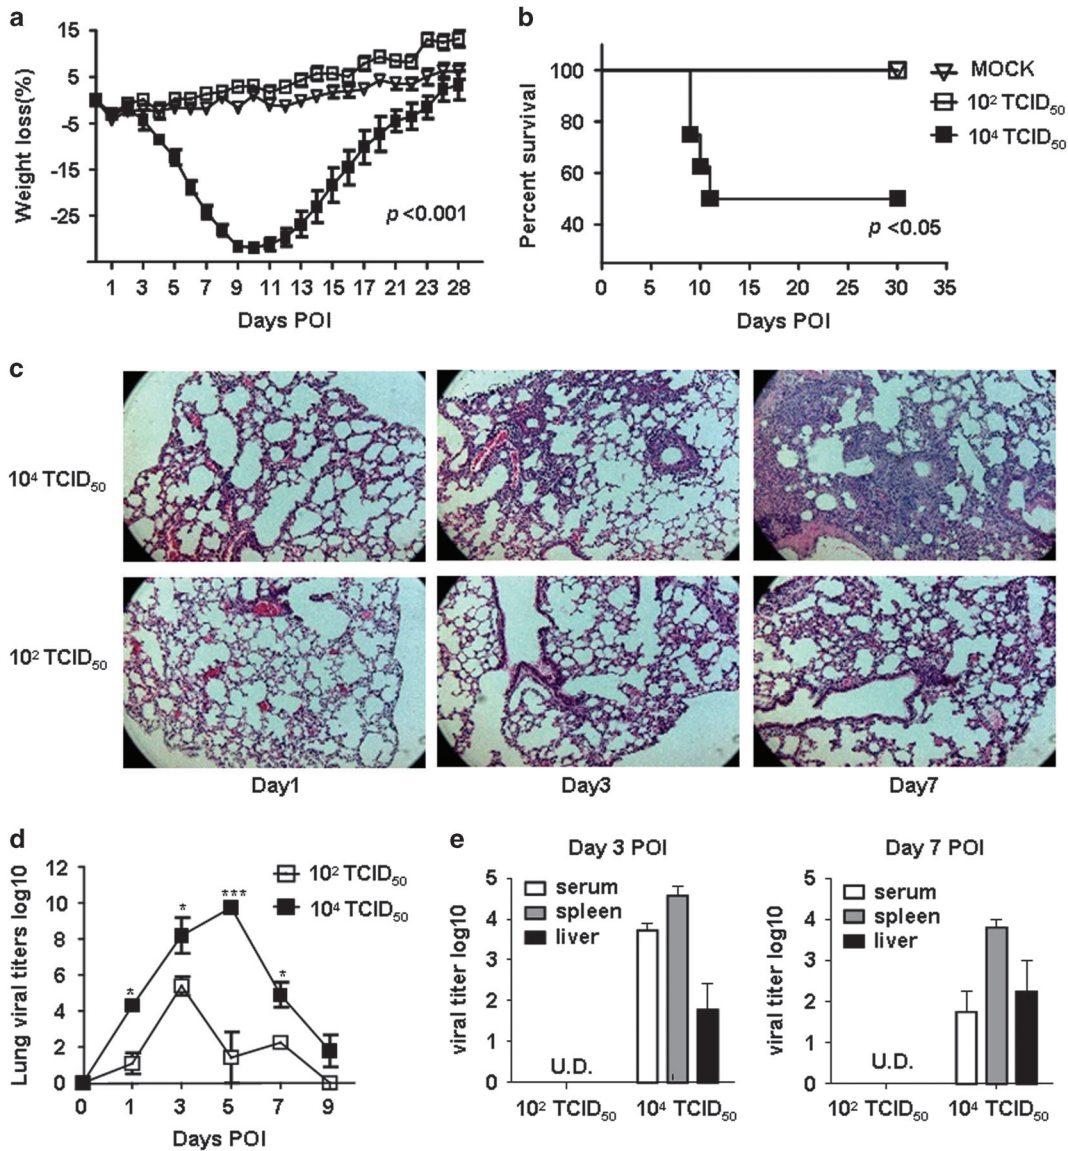 a
15
5
-5
-15
-25
Weight loss(%)
p <0.001
1 3 5 7 9 11 13 15 17 21 23 28
Days POI
b
100
80
60
40
Percent survival
p <0.05
0 5 10 15 20 25 30 35
Days POI
MOCK
10² TCID₅₀
10⁴ TCID₅₀
c
10⁴ TCID₅₀
10² TCID₅₀
Day1 Day3 Day7
d
12
10
8
6
4
2
0
Lung viral titers log10
10² TCID₅₀
10⁴ TCID₅₀
* * *** *
0 1 3 5 7 9
Days POI
e
Day 3 POI
5
4
3
2
1
0
viral titer log10
serum
spleen
liver
U.D.
10² TCID₅₀ 10⁴ TCID₅₀
Day 7 POI
5
4
3
2
1
0
viral titer log10
serum
spleen
liver
U.D.
10² TCID₅₀ 10⁴ TCID₅₀